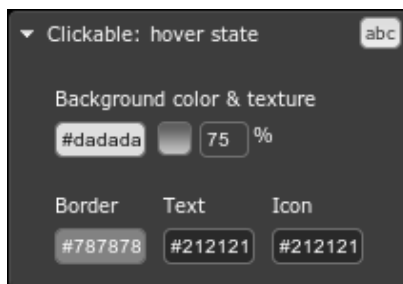 Clickable: hover state abc
Background color & texture
#dadada 75 %
Border Text Icon
#787878 #212121 #212121